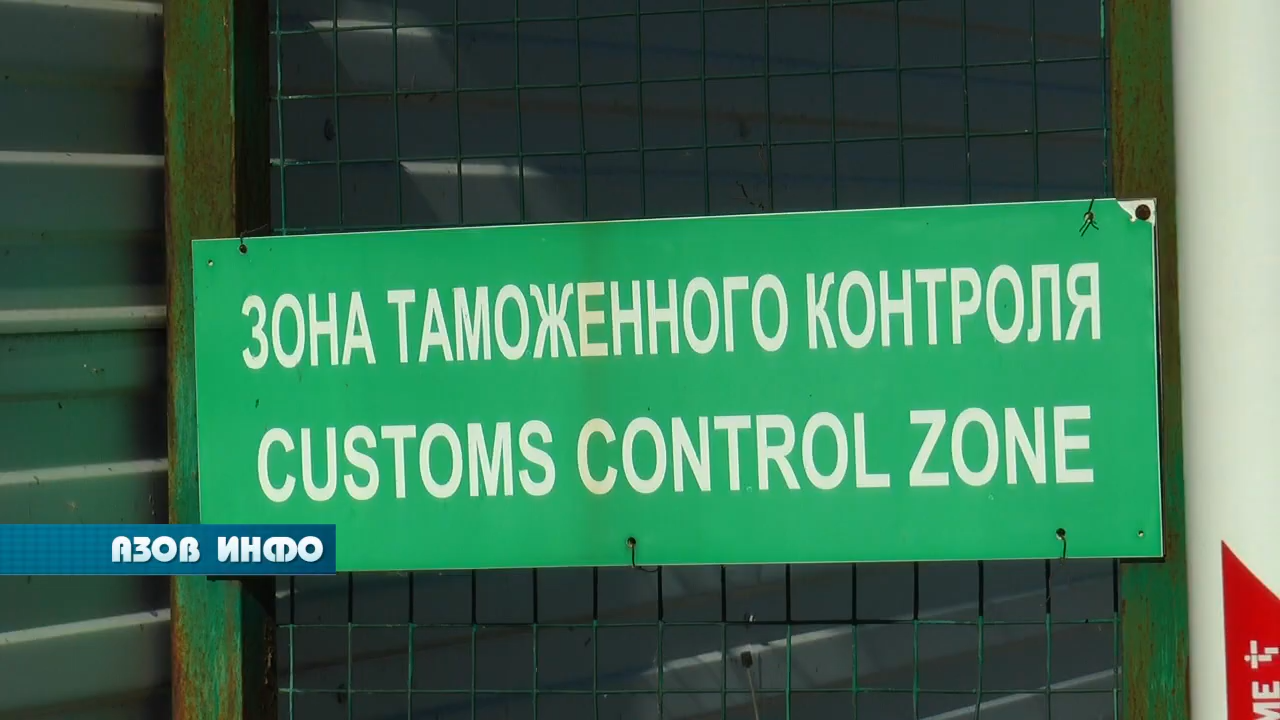 ЗОНА ТАМОЖЕННОГО КОНТРОЛЯ
CUSTOMS CONTROL ZONE
АЗОВ ИНФО